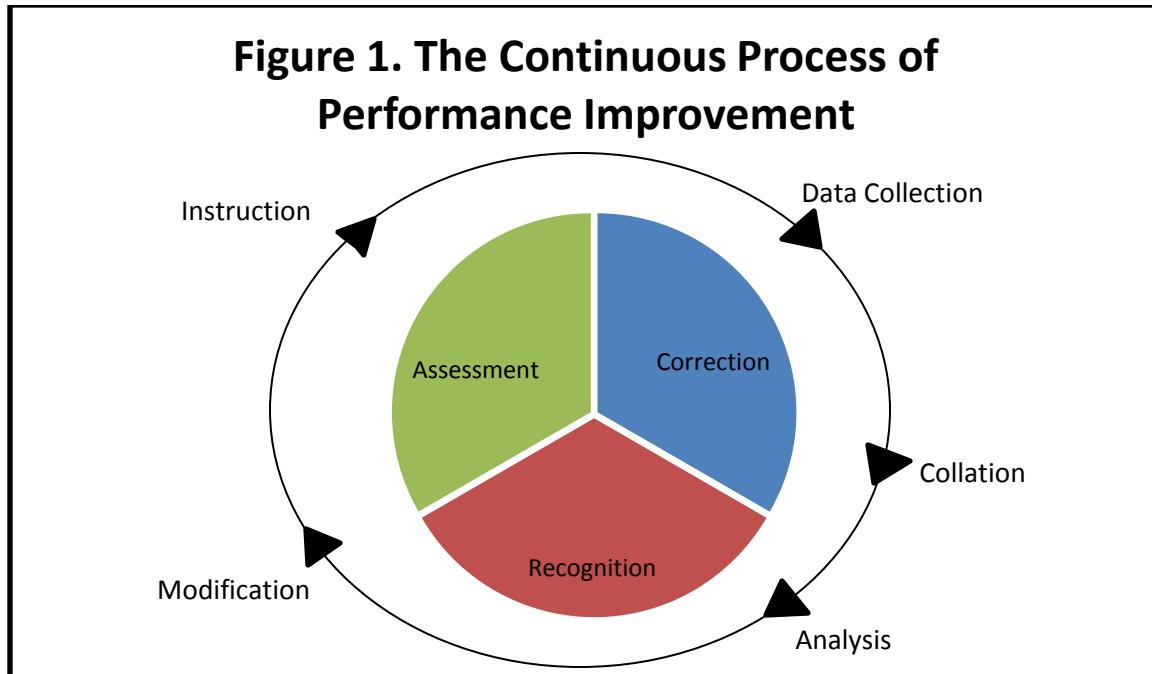 Figure 1. The Continuous Process of
Performance Improvement
Data Collection
Instruction
Assessment
Correction
Collation
Recognition
Modification
Analysis